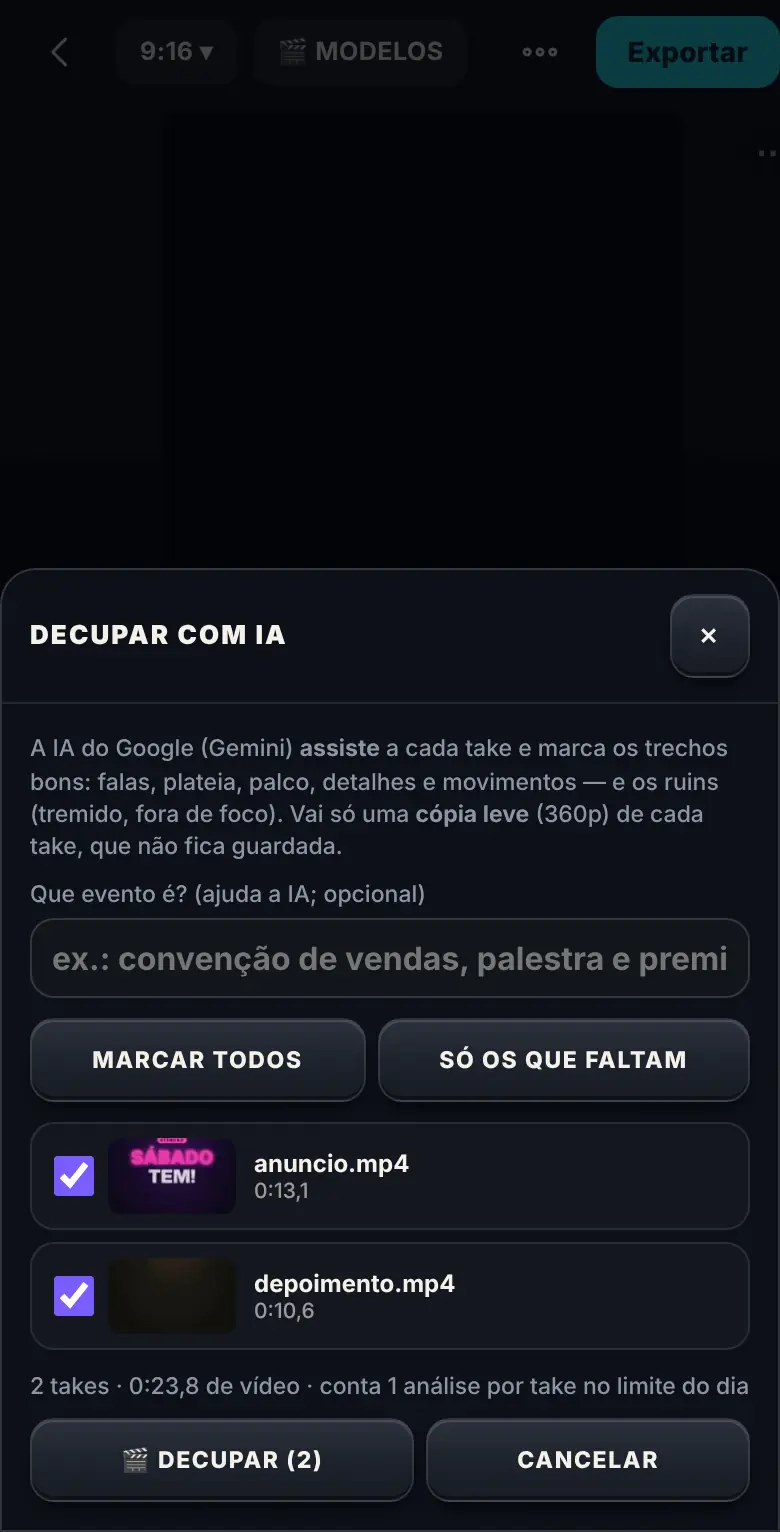 9:16 ▾
🎬 MODELOS
Exportar
DECUPAR COM IA
×
A IA do Google (Gemini) assiste a cada take e marca os trechos
bons: falas, plateia, palco, detalhes e movimentos — e os ruins
(tremido, fora de foco). Vai só uma cópia leve (360p) de cada
take, que não fica guardada.
Que evento é? (ajuda a IA; opcional)
ex.: convenção de vendas, palestra e premi
MARCAR TODOS
SÓ OS QUE FALTAM
SÁBADO
TEM!
anuncio.mp4
0:13,1
depoimento.mp4
0:10,6
2 takes · 0:23,8 de vídeo · conta 1 análise por take no limite do dia
🎬 DECUPAR (2)
CANCELAR